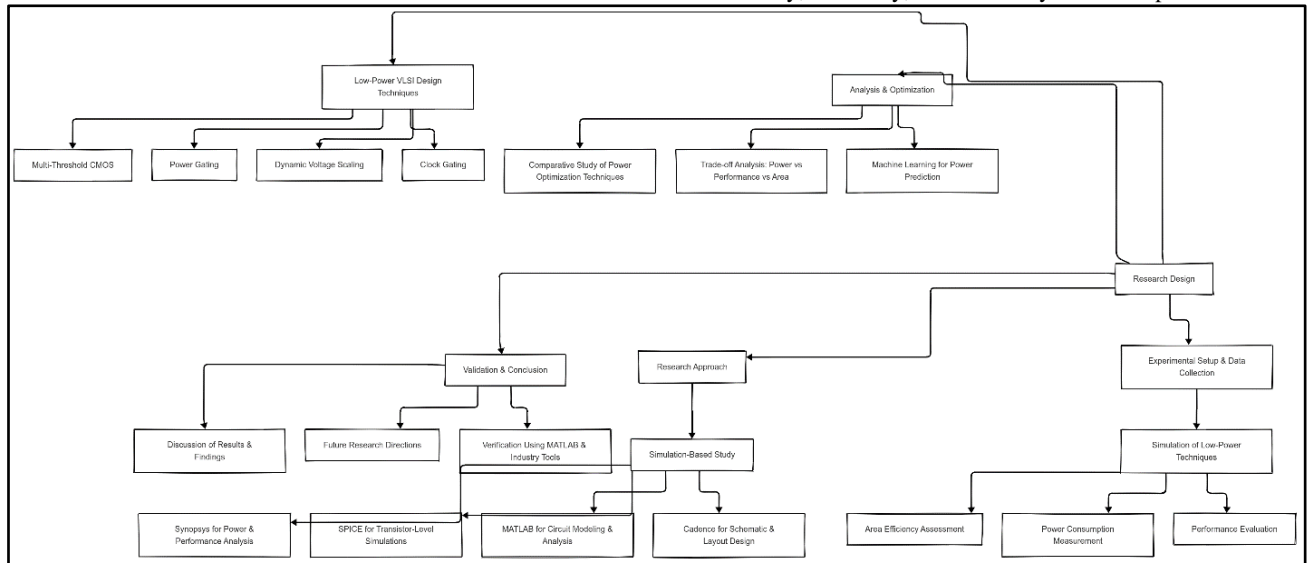 Low-Power VLSI Design
Techniques
Analysis & Optimization
Multi-Threshold CMOS
Power Gating
Dynamic Voltage Scaling
Clock Gating
Comparative Study of Power
Optimization Techniques
Trade-off Analysis: Power vs
Performance vs Area
Machine Learning for Power
Prediction
Research Design
Validation & Conclusion
Research Approach
Experimental Setup & Data
Collection
Discussion of Results &
Findings
Future Research Directions
Verification Using MATLAB &
Industry Tools
Simulation-Based Study
Simulation of Low-Power
Techniques
Synopsys for Power &
Performance Analysis
SPICE for Transistor-Level
Simulations
MATLAB for Circuit Modeling &
Analysis
Cadence for Schematic &
Layout Design
Area Efficiency Assessment
Power Consumption
Measurement
Performance Evaluation